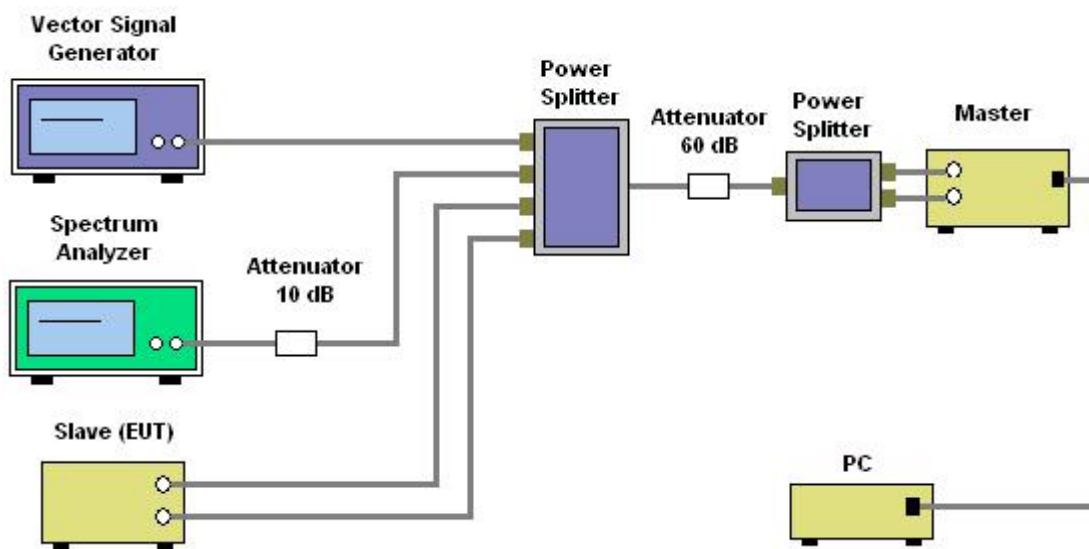 Vector Signal
Generator
Power
Splitter
Attenuator
60 dB
Power
Splitter
Master
Spectrum
Analyzer
Attenuator
10 dB
Slave (EUT)
PC